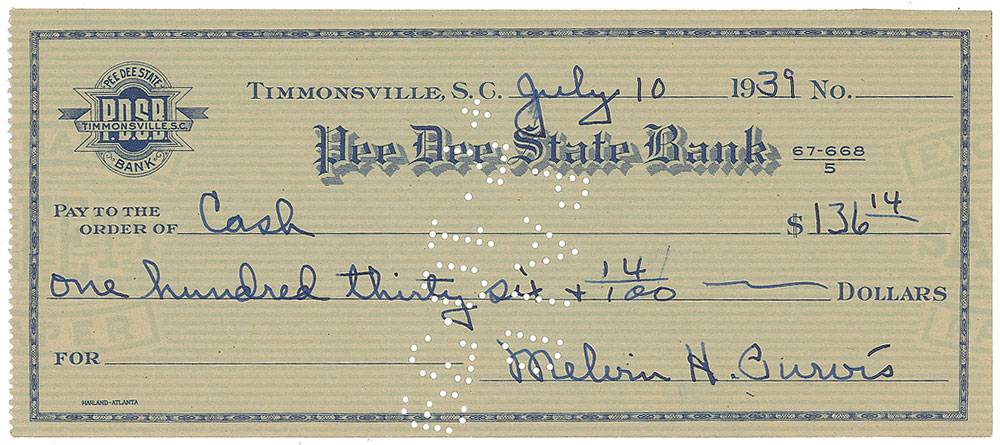 PEE DEE STATE
P.D.S.B.
TIMMONSVILLE, S.C.
BANK
TIMMONSVILLE, S. C. July 10 1939 NO.
Pee Dee State Bank 67-668/5
PAY TO THE ORDER OF Cash $136 14
one hundred thirty six + 14/100 DOLLARS
FOR Melvin H. Purvis
HARLAND-ATLANTA